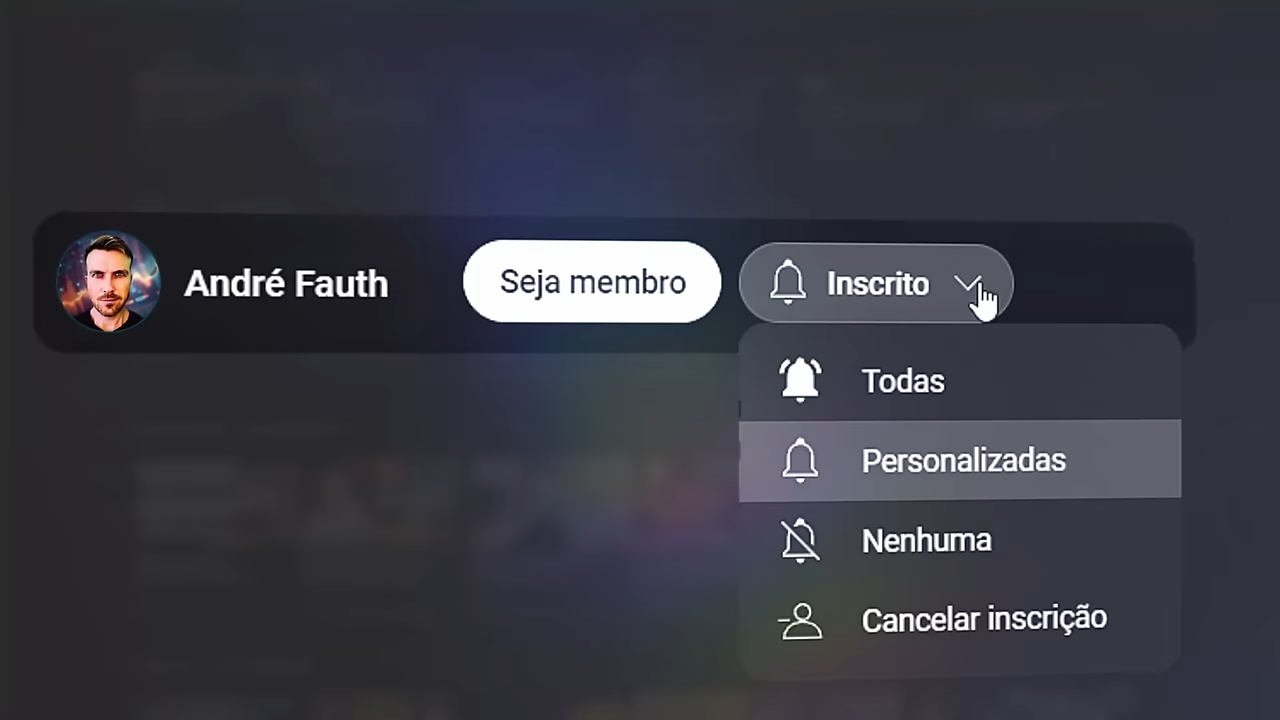 André Fauth
Seja membro
Inscrito
Todas
Personalizadas
Nenhuma
Cancelar inscrição